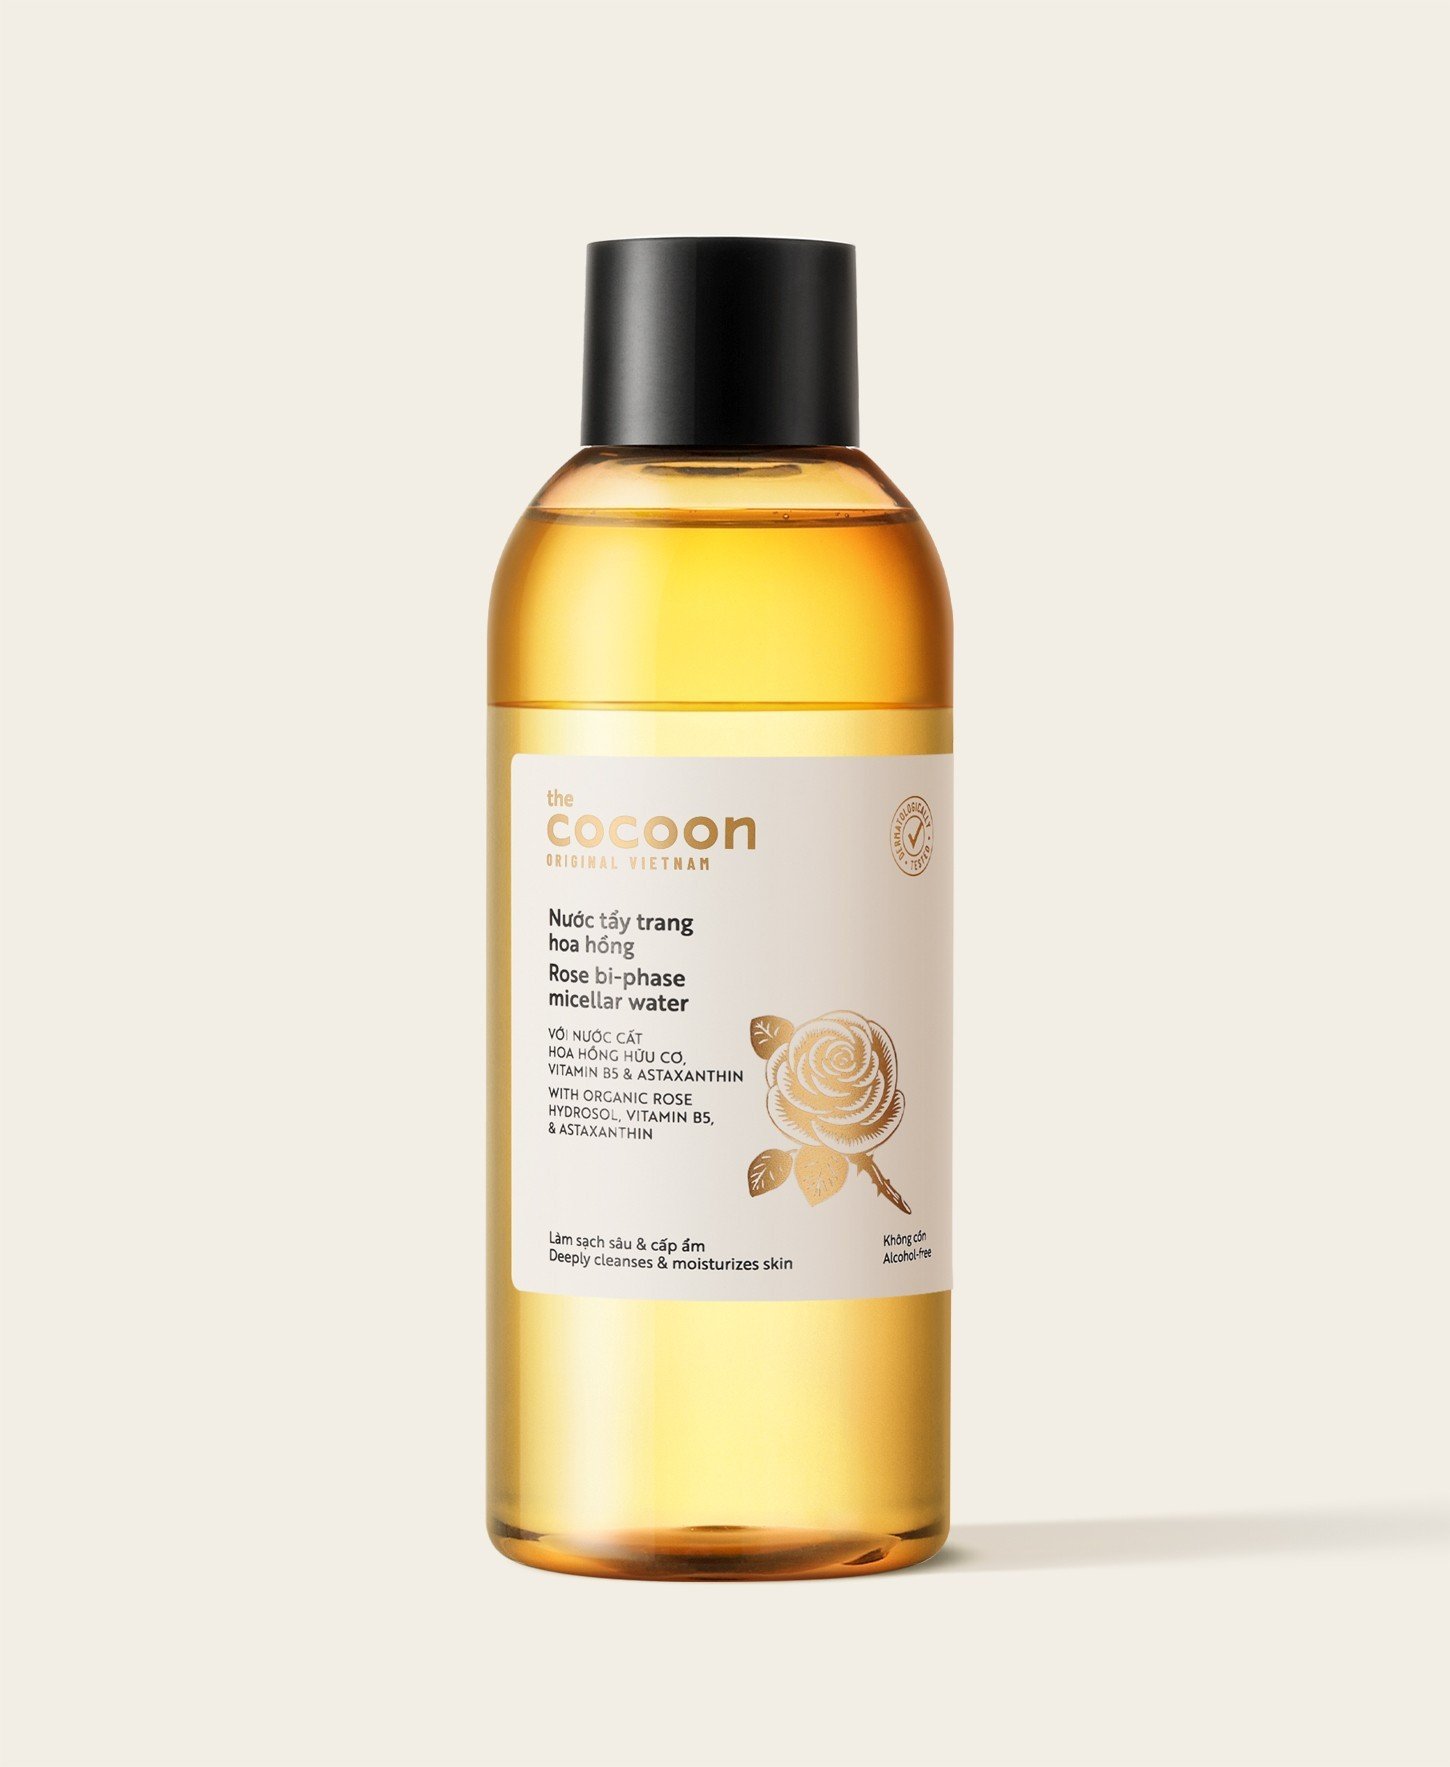 the
cocoon
ORIGINAL VIETNAM
DERMATOLOGICALLY
• TESTED •
Nước tẩy trang
hoa hồng
Rose bi-phase
micellar water
VỚI NƯỚC CẤT
HOA HỒNG HỮU CƠ,
VITAMIN B5 & ASTAXANTHIN
WITH ORGANIC ROSE
HYDROSOL, VITAMIN B5,
& ASTAXANTHIN
Làm sạch sâu & cấp ẩm
Deeply cleanses & moisturizes skin
Không cồn
Alcohol-free